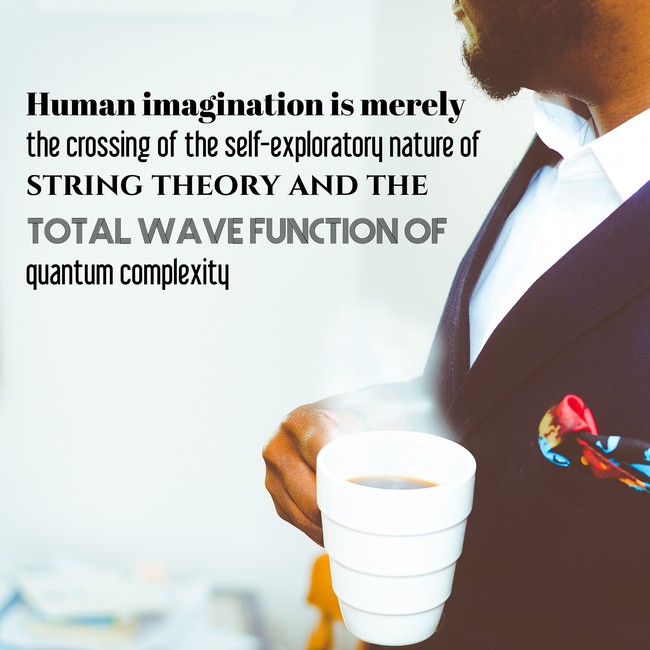 Human imagination is merely
the crossing of the self-exploratory nature of
STRING THEORY AND THE
TOTAL WAVE FUNCTION OF
quantum complexity